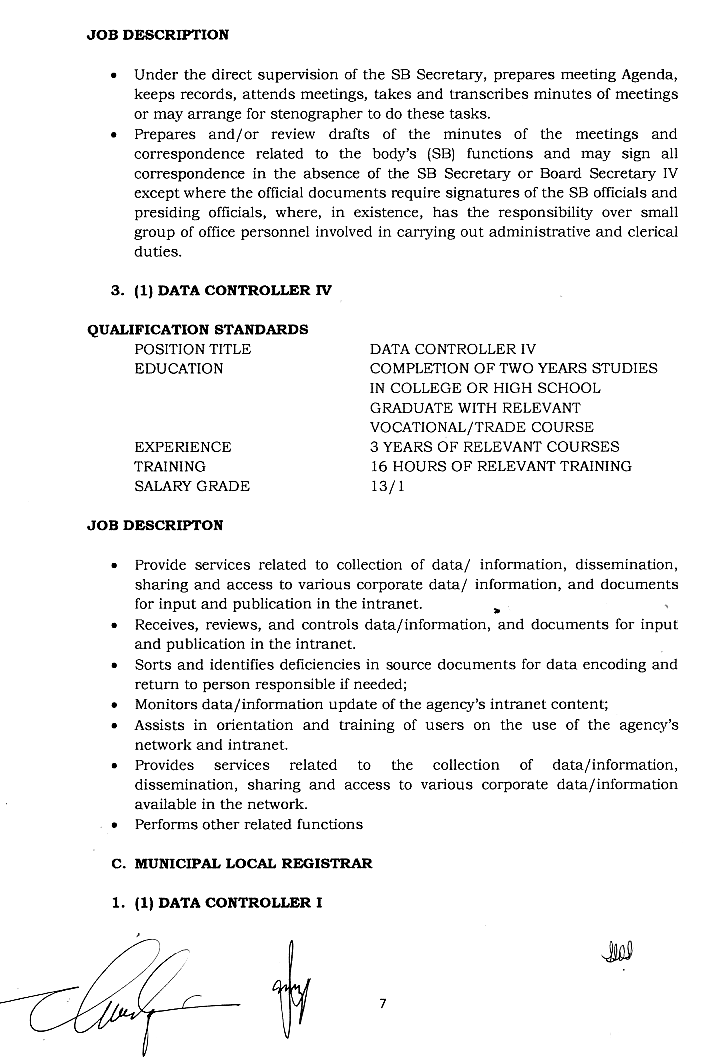 JOB DESCRIPTION
• Under the direct supervision of the SB Secretary, prepares meeting Agenda,
keeps records, attends meetings, takes and transcribes minutes of meetings
or may arrange for stenographer to do these tasks.
• Prepares and/or review drafts of the minutes of the meetings and
correspondence related to the body's (SB) functions and may sign all
correspondence in the absence of the SB Secretary or Board Secretary IV
except where the official documents require signatures of the SB officials and
presiding officials, where, in existence, has the responsibility over small
group of office personnel involved in carrying out administrative and clerical
duties.
3. (1) DATA CONTROLLER IV
QUALIFICATION STANDARDS
POSITION TITLE DATA CONTROLLER IV
EDUCATION COMPLETION OF TWO YEARS STUDIES
IN COLLEGE OR HIGH SCHOOL
GRADUATE WITH RELEVANT
VOCATIONAL/TRADE COURSE
EXPERIENCE 3 YEARS OF RELEVANT COURSES
TRAINING 16 HOURS OF RELEVANT TRAINING
SALARY GRADE 13/1
JOB DESCRIPTON
• Provide services related to collection of data/ information, dissemination,
sharing and access to various corporate data/ information, and documents
for input and publication in the intranet.
• Receives, reviews, and controls data/information, and documents for input
and publication in the intranet.
• Sorts and identifies deficiencies in source documents for data encoding and
return to person responsible if needed;
• Monitors data/information update of the agency's intranet content;
• Assists in orientation and training of users on the use of the agency's
network and intranet.
• Provides services related to the collection of data/information,
dissemination, sharing and access to various corporate data/information
available in the network.
• Performs other related functions
C. MUNICIPAL LOCAL REGISTRAR
1. (1) DATA CONTROLLER I
7